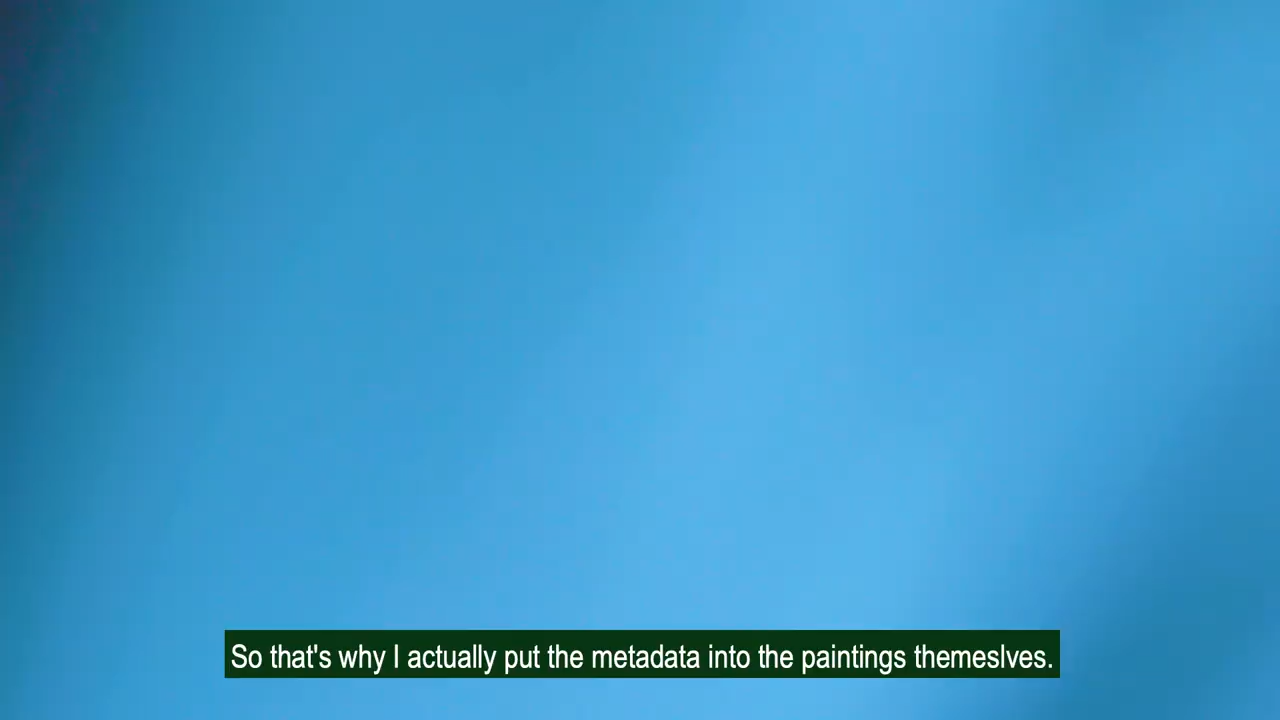 So that's why I actually put the metadata into the paintings themeslves.